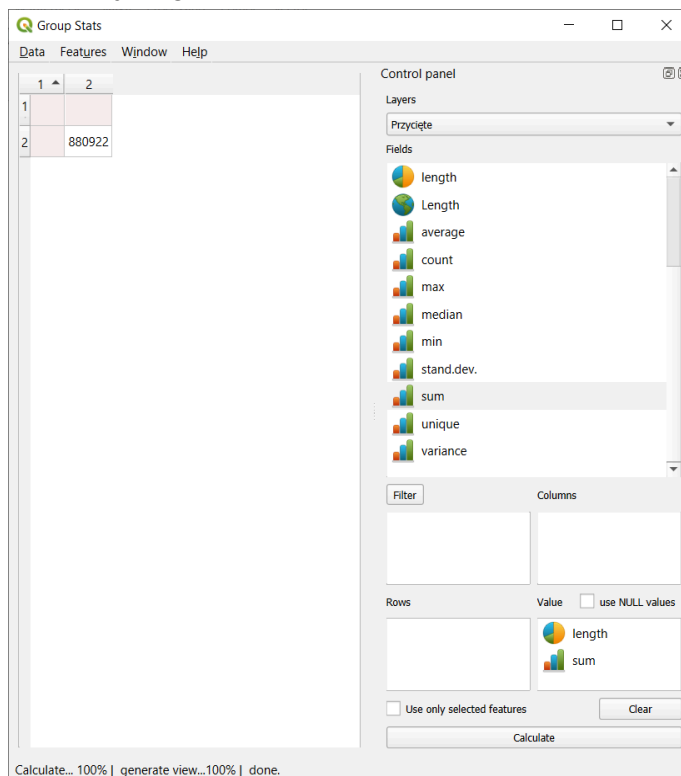 Group Stats
Data Features Window Help
1 2
1
2 880922
Control panel
Layers
Przycięte
Fields
length
Length
average
count
max
median
min
stand.dev.
sum
unique
variance
Filter Columns
Rows Value use NULL values
length
sum
Use only selected features Clear
Calculate
Calculate... 100% | generate view...100% | done.